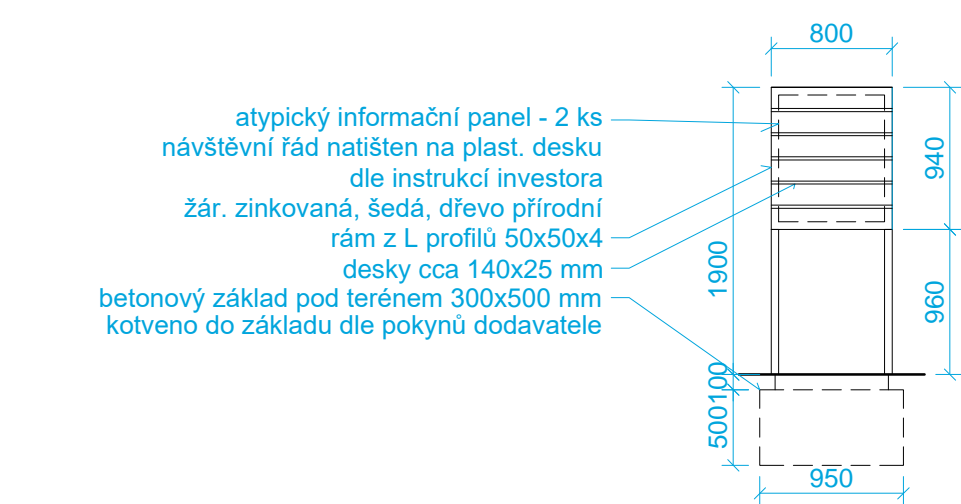 800
atypický informační panel - 2 ks
návštěvní řád natištěn na plast. desku
dle instrukcí investora
žár. zinkovaná, šedá, dřevo přírodní
rám z L profilů 50x50x4
desky cca 140x25 mm
betonový základ pod terénem 300x500 mm
kotveno do základu dle pokynů dodavatele
940
1900
960
100
500
950